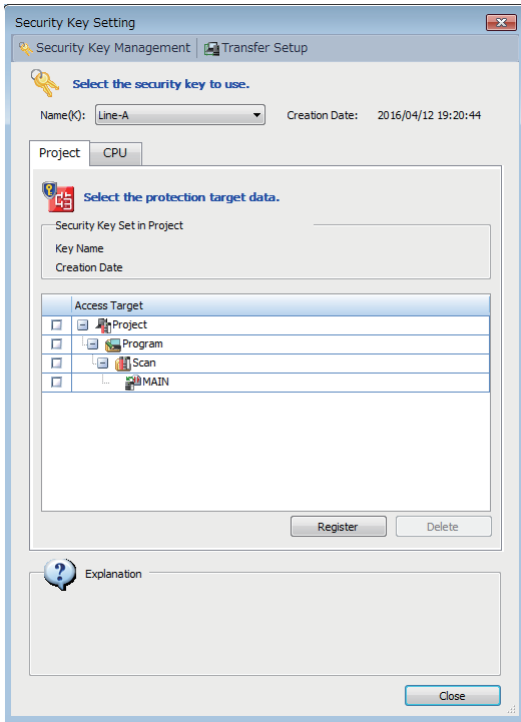 Security Key Setting
Security Key Management Transfer Setup
Select the security key to use.
Name(K): Line-A Creation Date: 2016/04/12 19:20:44
Project CPU
Select the protection target data.
Security Key Set in Project
Key Name
Creation Date
Access Target
Project
Program
Scan
MAIN
Register Delete
Explanation
Close